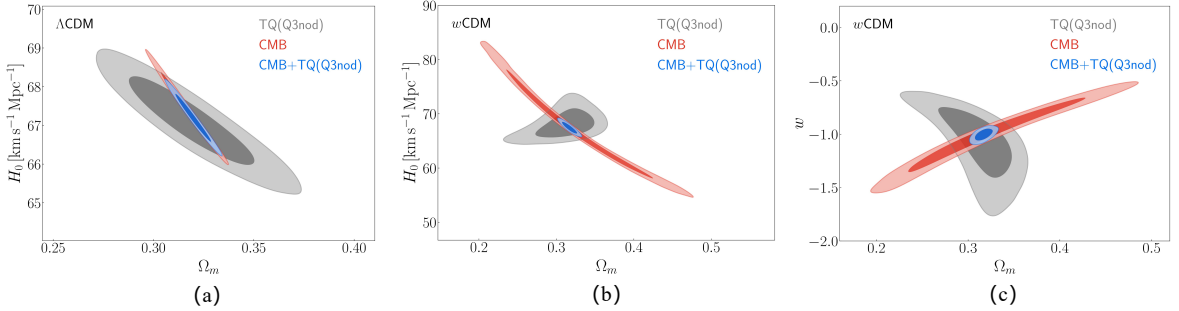 ΛCDM
TQ(Q3nod)
CMB
CMB+TQ(Q3nod)
70
69
68
67
66
65
H₀ [km s⁻¹ Mpc⁻¹]
0.25 0.30 0.35 0.40
Ωₘ
(a)
wCDM
TQ(Q3nod)
CMB
CMB+TQ(Q3nod)
90
80
70
60
50
H₀ [km s⁻¹ Mpc⁻¹]
0.2 0.3 0.4 0.5
Ωₘ
(b)
wCDM
TQ(Q3nod)
CMB
CMB+TQ(Q3nod)
0.0
−0.5
−1.0
−1.5
−2.0
w
0.2 0.3 0.4 0.5
Ωₘ
(c)